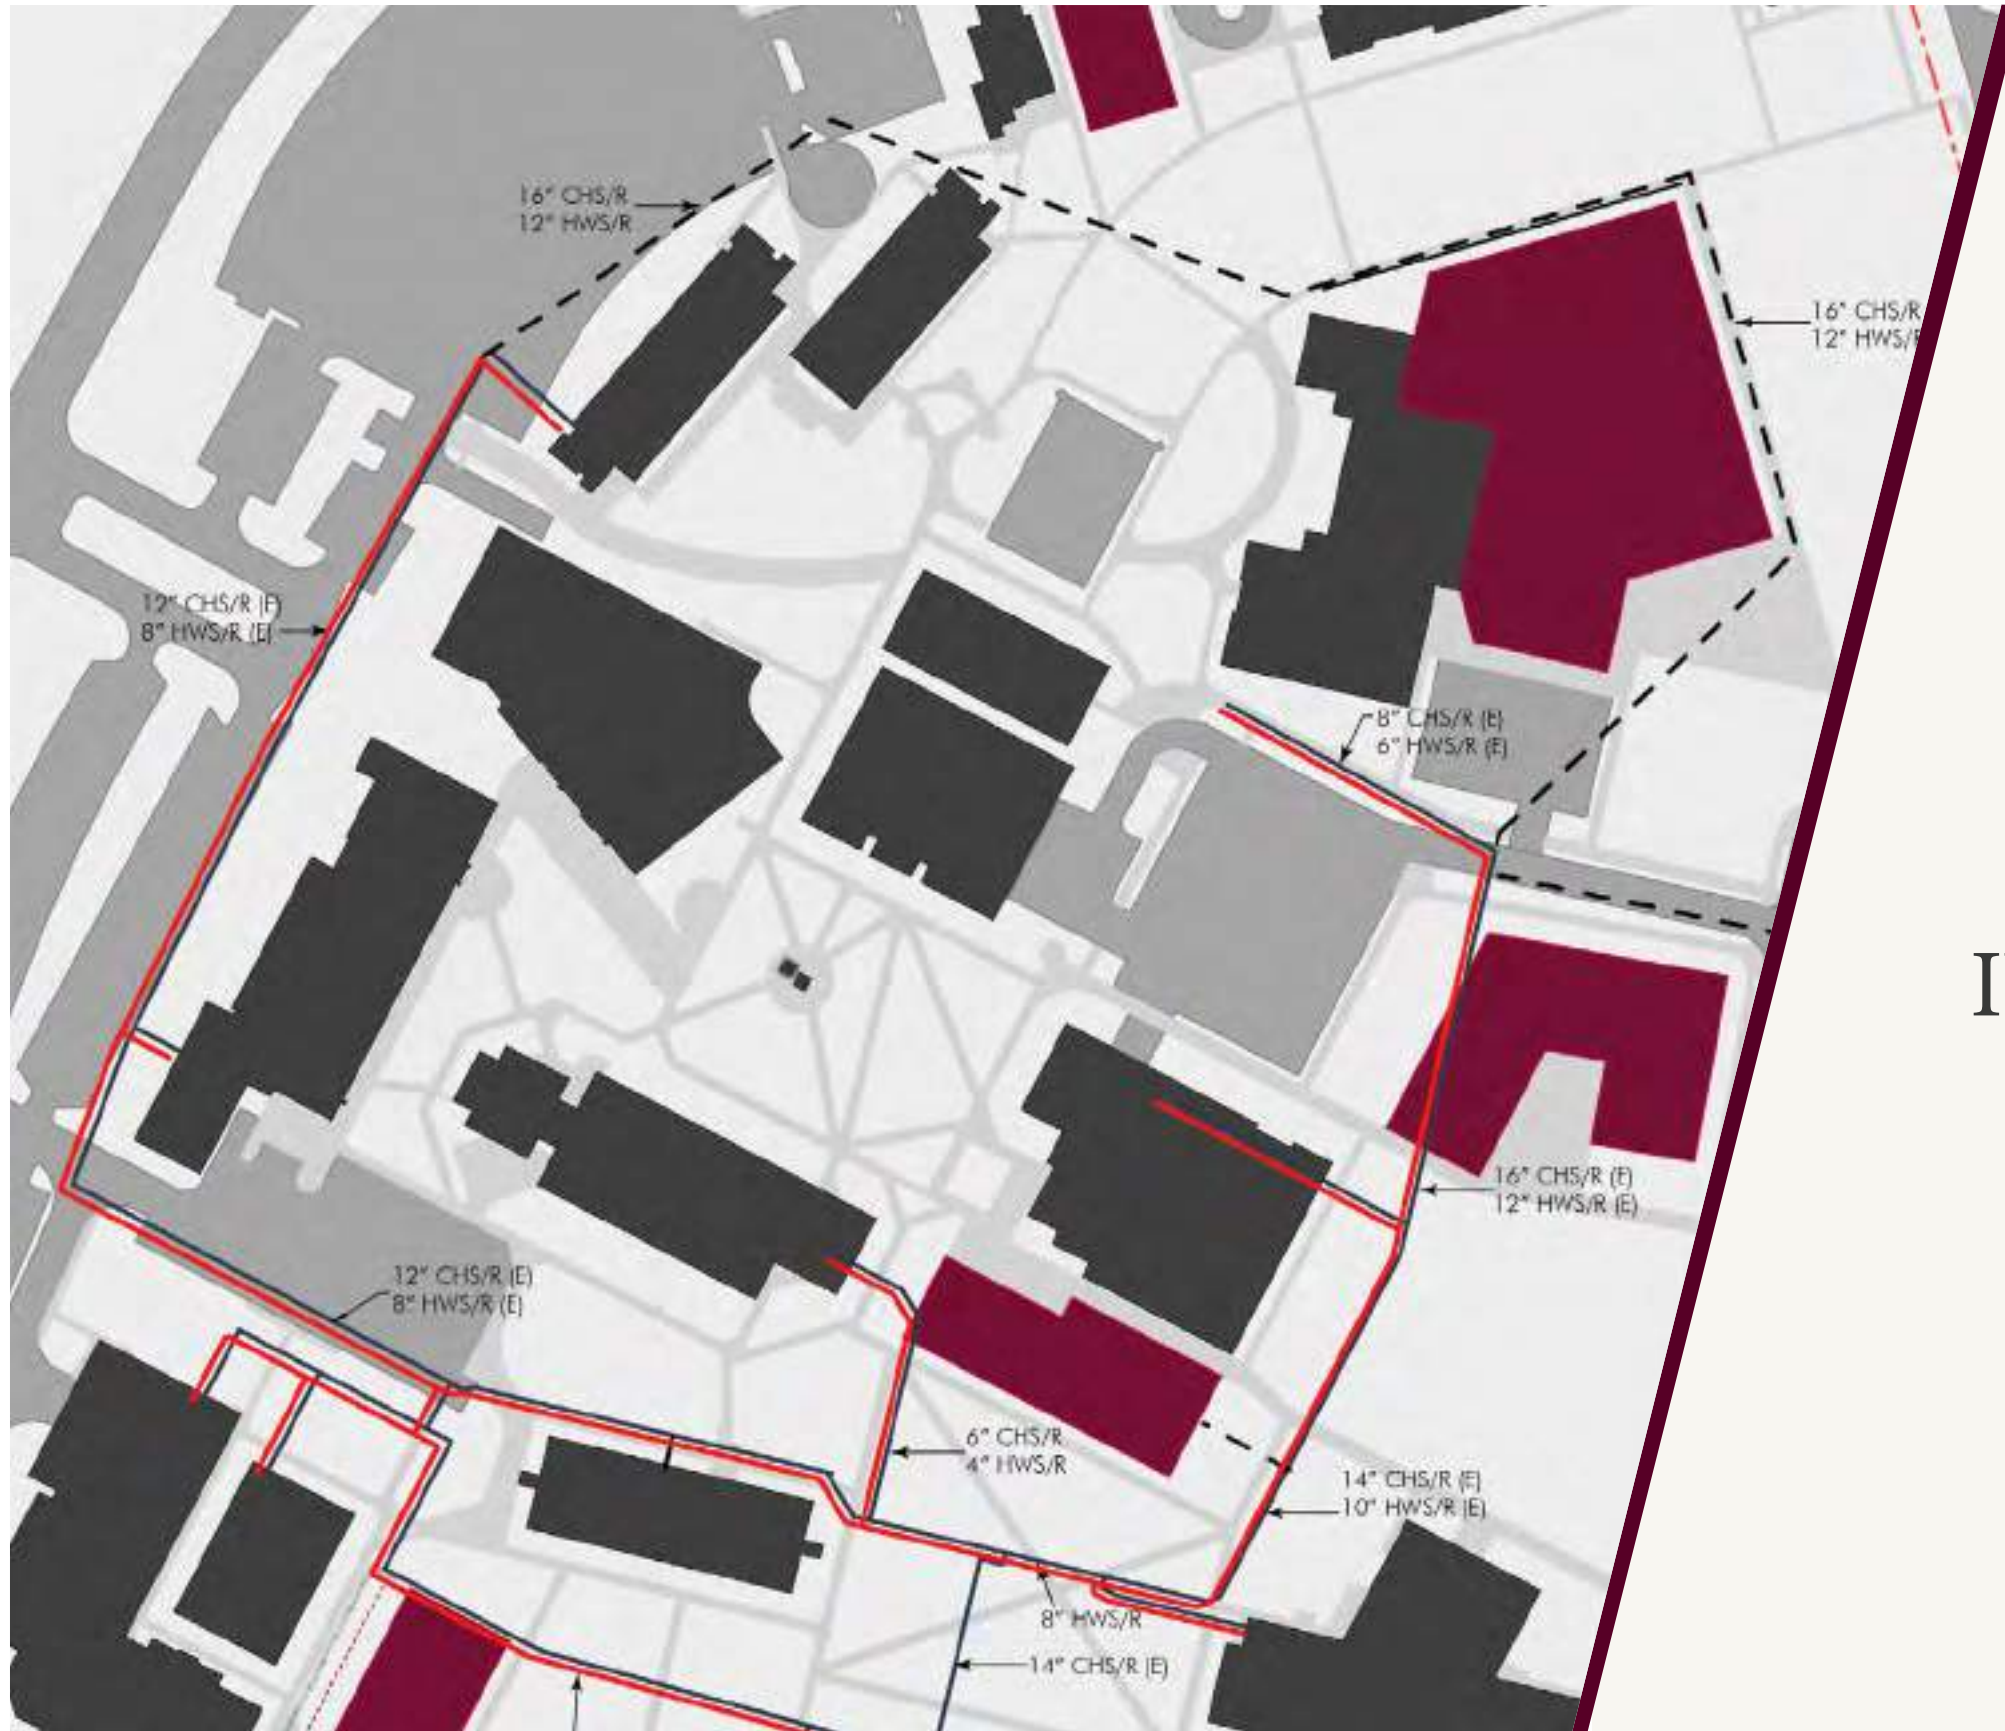 16" CHS/R
12" HWS/R
16" CHS/R
12" HWS/
12" CHS/R (E)
8" HWS/R (E)
8" CHS/R (E)
6" HWS/R (E)
16" CHS/R (E)
12" HWS/R (E)
12" CHS/R (E)
8" HWS/R (E)
6" CHS/R
4" HWS/R
14" CHS/R (E)
10" HWS/R (E)
8" HWS/R
14" CHS/R (E)